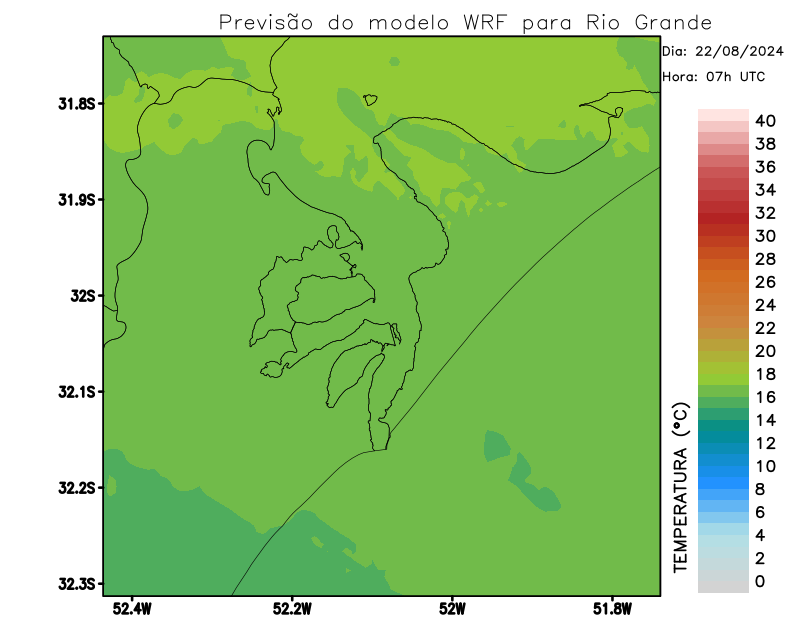 Previsão do modelo WRF para Rio Grande
Dia: 22/08/2024
Hora: 07h UTC
31.8S
31.9S
32S
32.1S
32.2S
32.3S
52.4W
52.2W
52W
51.8W
TEMPERATURA (°C)
40
38
36
34
32
30
28
26
24
22
20
18
16
14
12
10
8
6
4
2
0